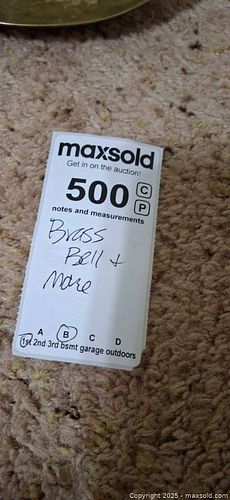 maxsold
Get in on the auction!
500 C
P
notes and measurements
Brass
Bell +
More
A B C D
1st 2nd 3rd bsmt garage outdoors
Copyright © 2025 - maxsold.com